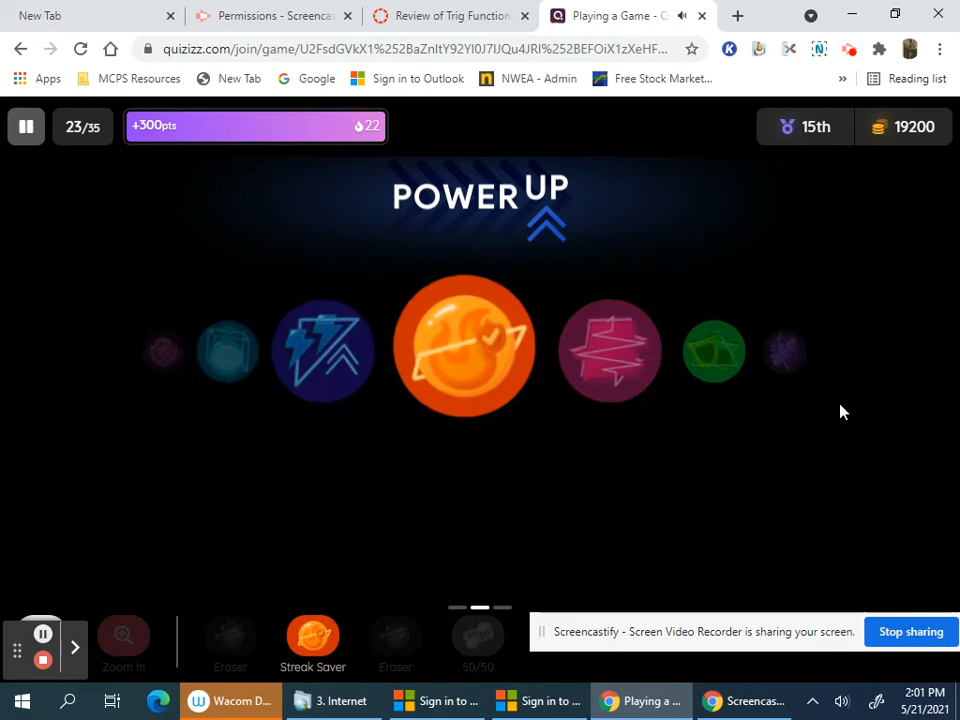 New Tab
Permissions - Screencas
Review of Trig Function
Playing a Game - Q
quizizz.com/join/game/U2FsdGVkX1%252BaZnItY92YI0J7IJQu4JRl%252BEFOiX1zXeHF...
Apps
MCPS Resources
New Tab
Google
Sign in to Outlook
NWEA - Admin
Free Stock Market...
»
Reading list
23/35
+300pts
22
15th
19200
POWER UP
Zoom In
Eraser
Streak Saver
Eraser
50/50
Screencastify - Screen Video Recorder is sharing your screen.
Stop sharing
Wacom D...
3. Internet
Sign in to ...
Sign in to ...
Playing a ...
Screencas...
2:01 PM
5/21/2021